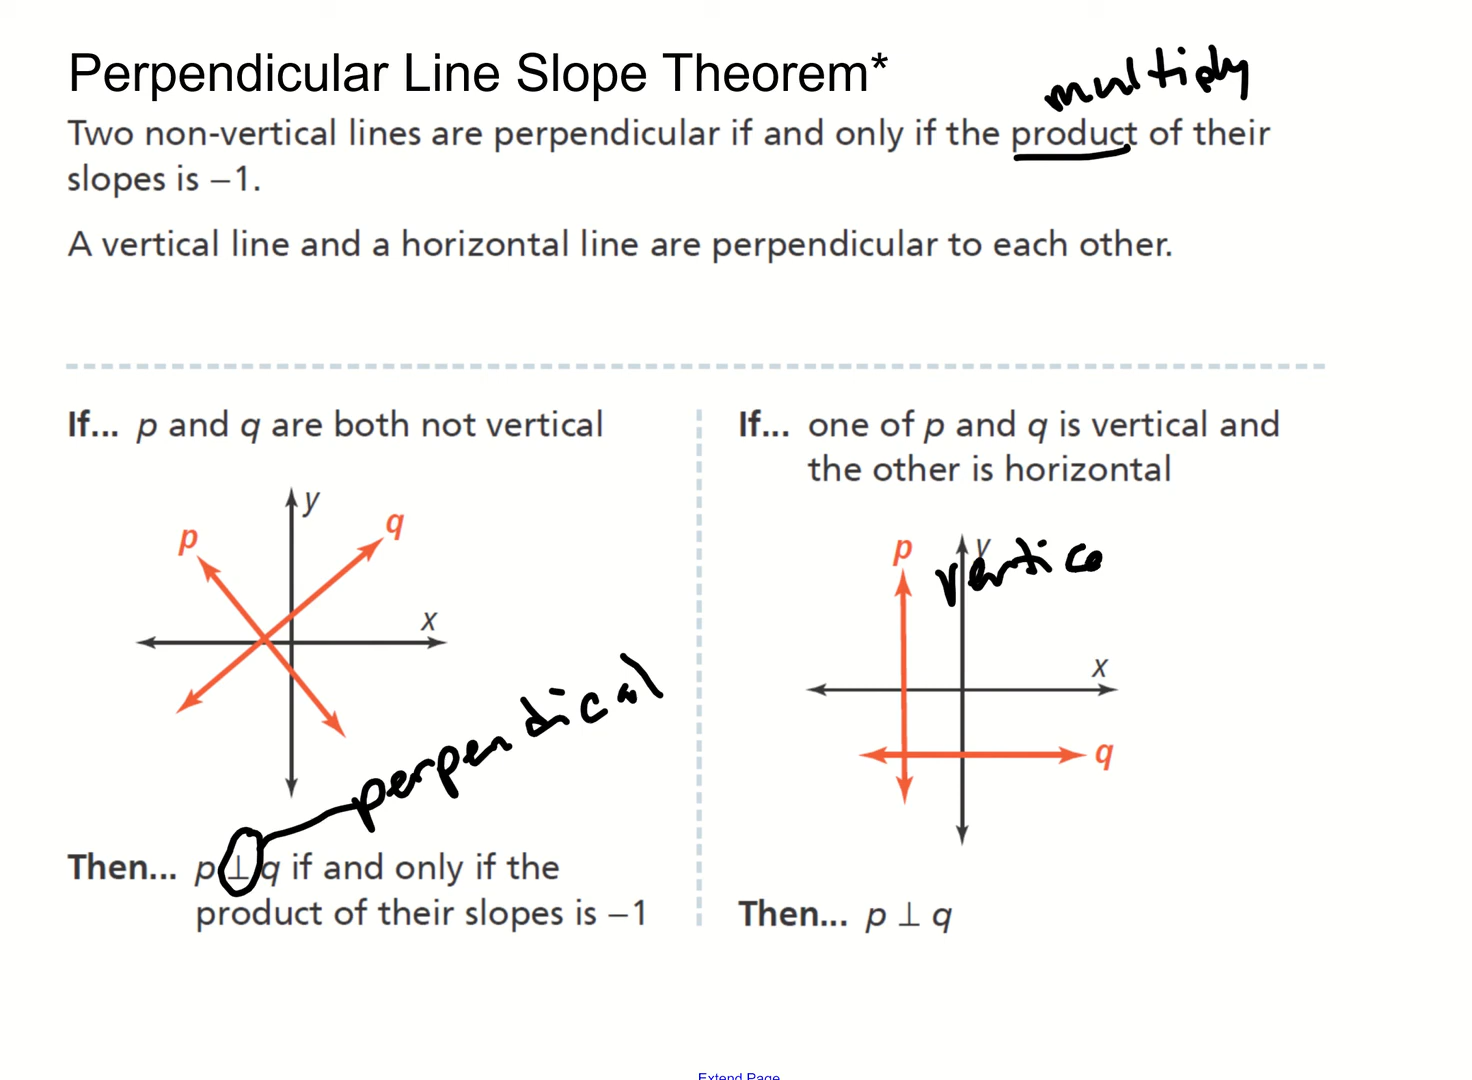 Perpendicular Line Slope Theorem*
multiply
Two non-vertical lines are perpendicular if and only if the product of their
slopes is −1.
A vertical line and a horizontal line are perpendicular to each other.
If... p and q are both not vertical
y
p
q
x
perpendical
Then... p ⊥ q if and only if the
product of their slopes is −1
If... one of p and q is vertical and
the other is horizontal
p
y
vertica
x
q
Then... p ⊥ q
Extend Page